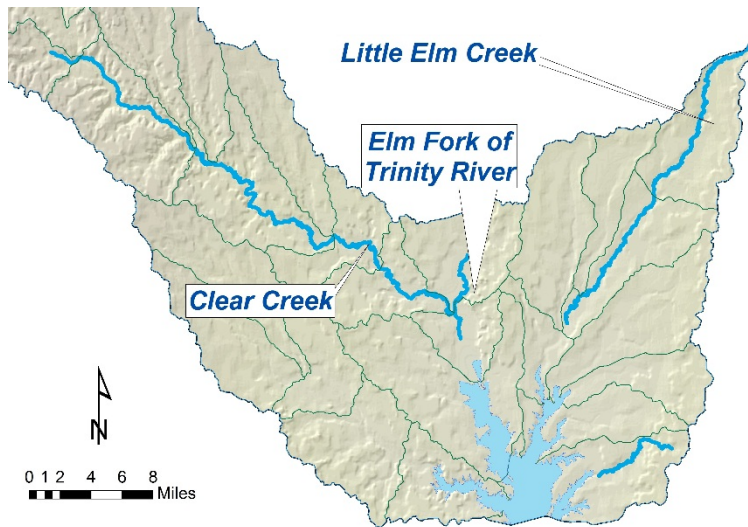 Little Elm Creek
Elm Fork of
Trinity River
Clear Creek
N
0 1 2 4 6 8
Miles